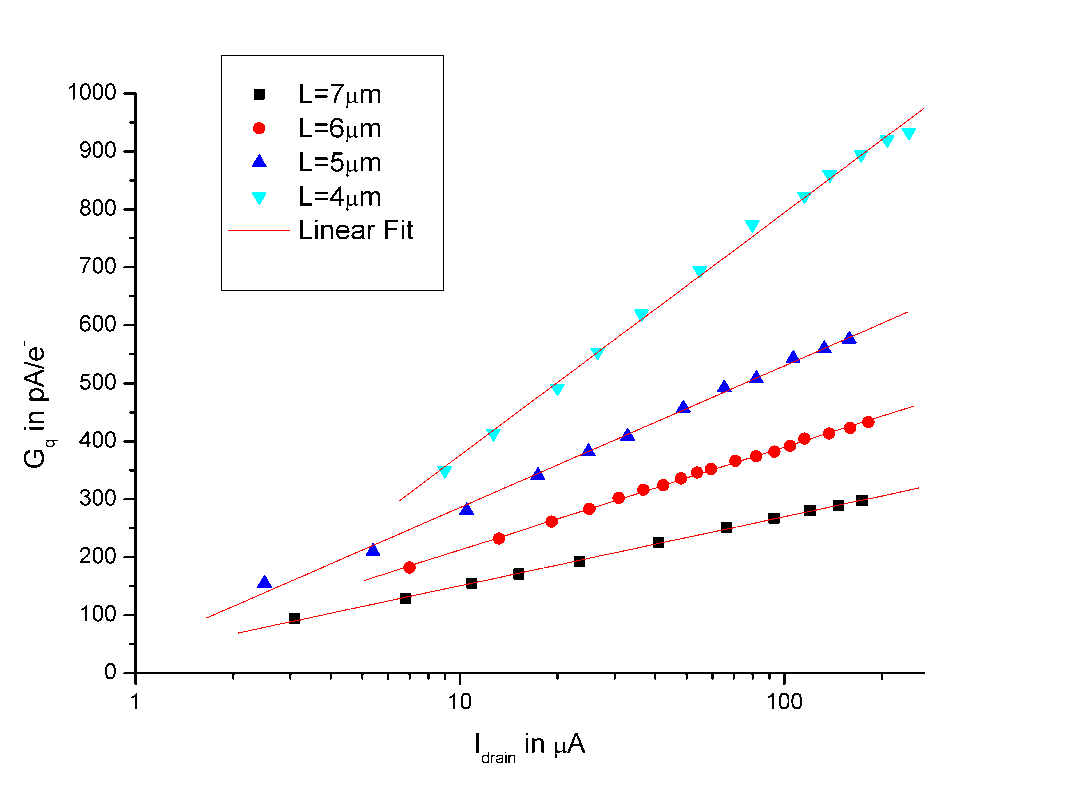 L=7μm
L=6μm
L=5μm
L=4μm
Linear Fit
1000
900
800
700
600
500
400
300
200
100
0
1 10 100
G_q in pA/e^-
I_drain in μA